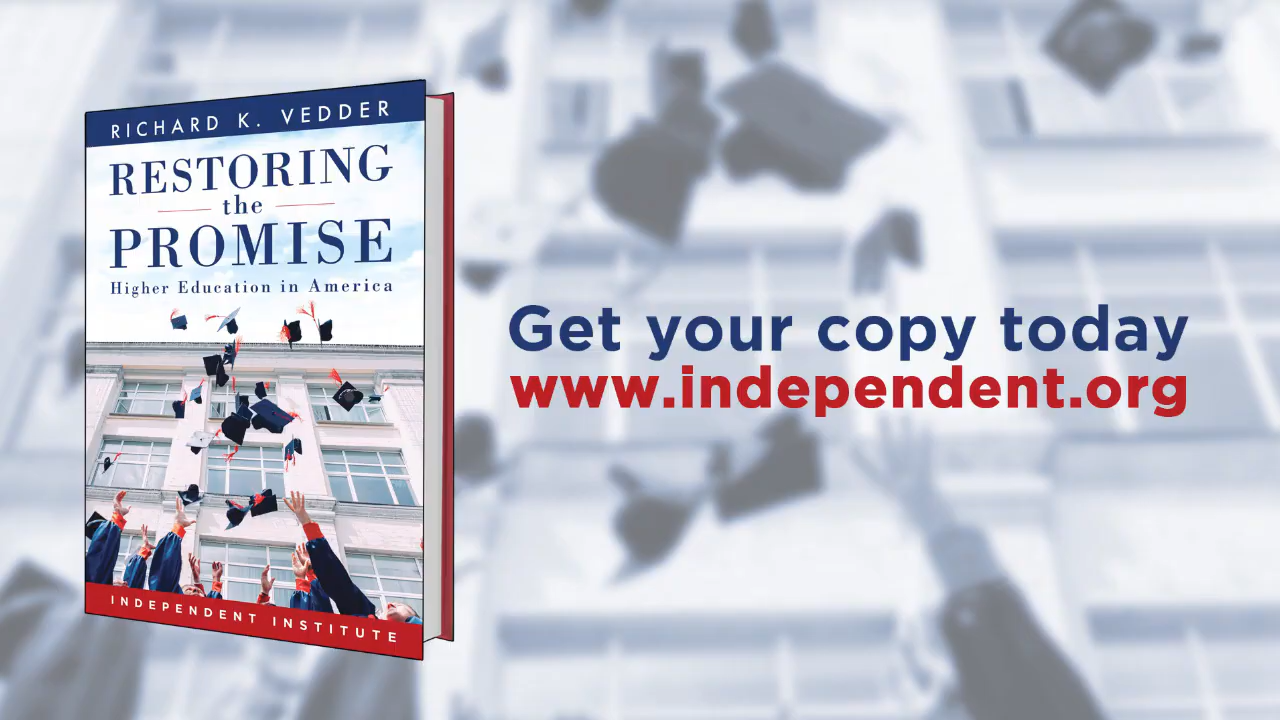 RICHARD K. VEDDER
RESTORING
the
PROMISE
Higher Education in America
INDEPENDENT INSTITUTE
Get your copy today
www.independent.org